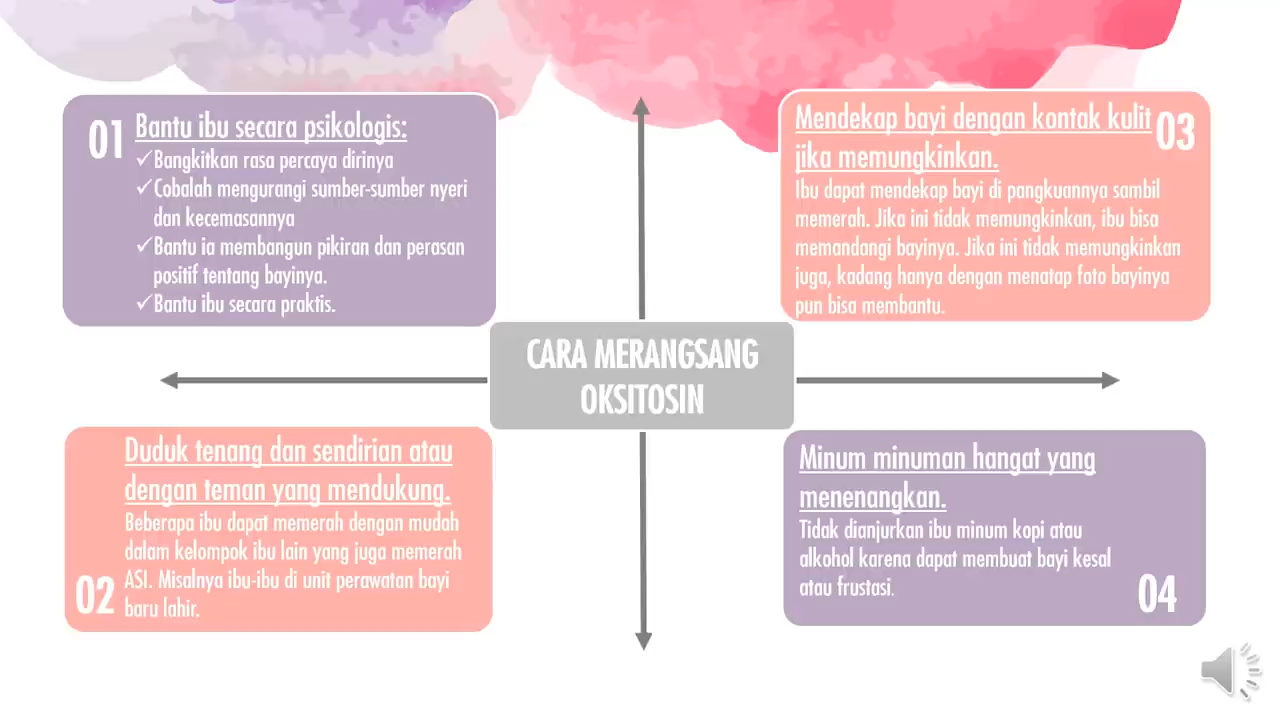 01
Bantu ibu secara psikologis:
✓Bangkitkan rasa percaya dirinya
✓Cobalah mengurangi sumber-sumber nyeri
dan kecemasannya
✓Bantu ia membangun pikiran dan perasan
positif tentang bayinya.
✓Bantu ibu secara praktis.
Mendekap bayi dengan kontak kulit
jika memungkinkan.
03
Ibu dapat mendekap bayi di pangkuannya sambil
memerah. Jika ini tidak memungkinkan, ibu bisa
memandangi bayinya. Jika ini tidak memungkinkan
juga, kadang hanya dengan menatap foto bayinya
pun bisa membantu.
CARA MERANGSANG
OKSITOSIN
Duduk tenang dan sendirian atau
dengan teman yang mendukung.
Beberapa ibu dapat memerah dengan mudah
dalam kelompok ibu lain yang juga memerah
ASI. Misalnya ibu-ibu di unit perawatan bayi
baru lahir.
02
Minum minuman hangat yang
menenangkan.
Tidak dianjurkan ibu minum kopi atau
alkohol karena dapat membuat bayi kesal
atau frustasi.
04